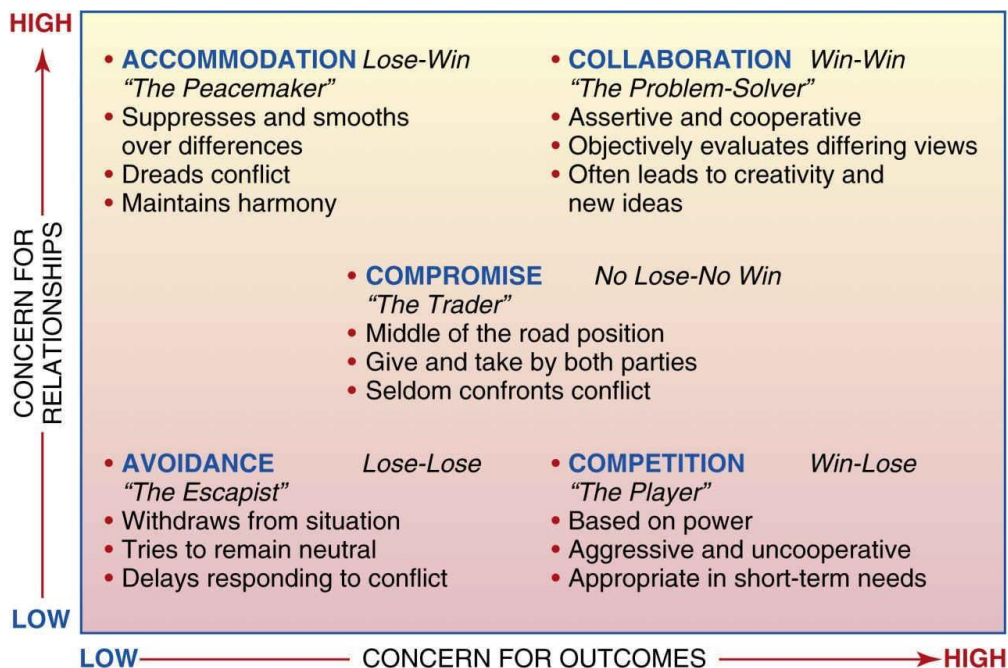 HIGH
CONCERN FOR
RELATIONSHIPS
LOW
• ACCOMMODATION Lose-Win
“The Peacemaker”
• Suppresses and smooths
over differences
• Dreads conflict
• Maintains harmony
• COLLABORATION Win-Win
“The Problem-Solver”
• Assertive and cooperative
• Objectively evaluates differing views
• Often leads to creativity and
new ideas
• COMPROMISE No Lose-No Win
“The Trader”
• Middle of the road position
• Give and take by both parties
• Seldom confronts conflict
• AVOIDANCE Lose-Lose
“The Escapist”
• Withdraws from situation
• Tries to remain neutral
• Delays responding to conflict
• COMPETITION Win-Lose
“The Player”
• Based on power
• Aggressive and uncooperative
• Appropriate in short-term needs
LOW CONCERN FOR OUTCOMES HIGH